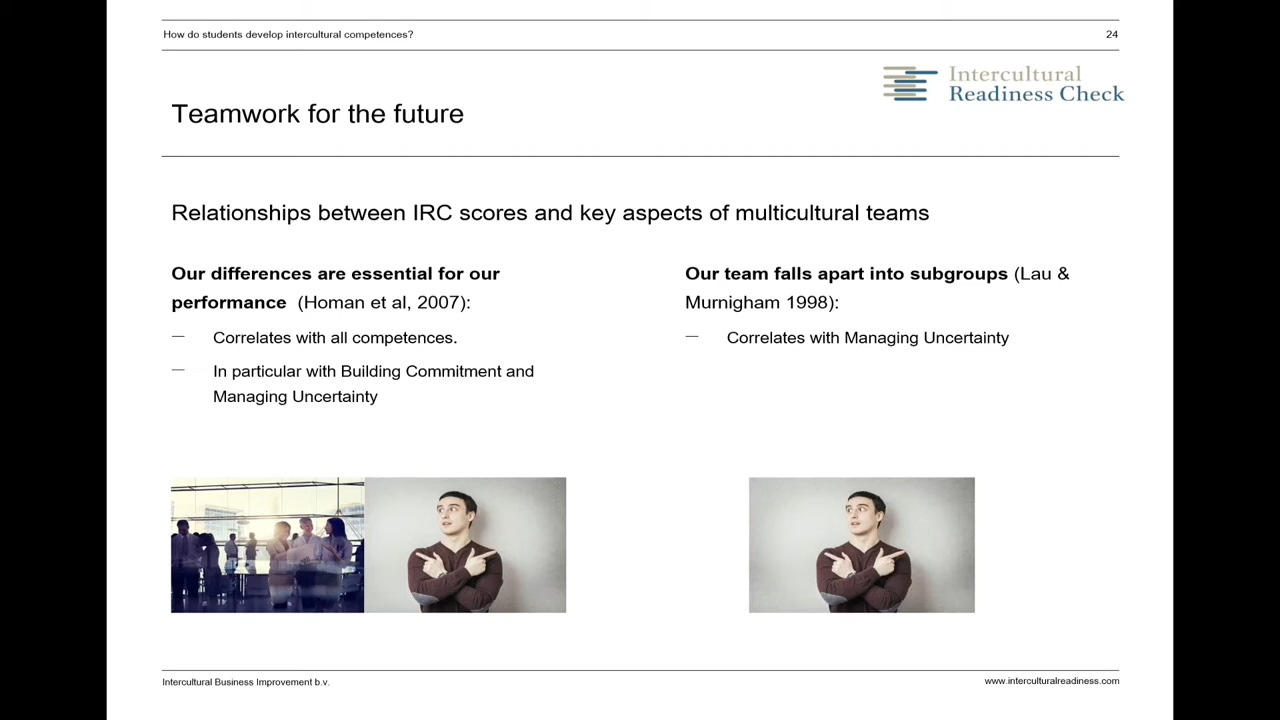 How do students develop intercultural competences?
24
Intercultural
Readiness Check
Teamwork for the future
Relationships between IRC scores and key aspects of multicultural teams
Our differences are essential for our
performance (Homan et al, 2007):
— Correlates with all competences.
— In particular with Building Commitment and
Managing Uncertainty
Our team falls apart into subgroups (Lau &
Murnigham 1998):
— Correlates with Managing Uncertainty
Intercultural Business Improvement b.v.
www.interculturalreadiness.com